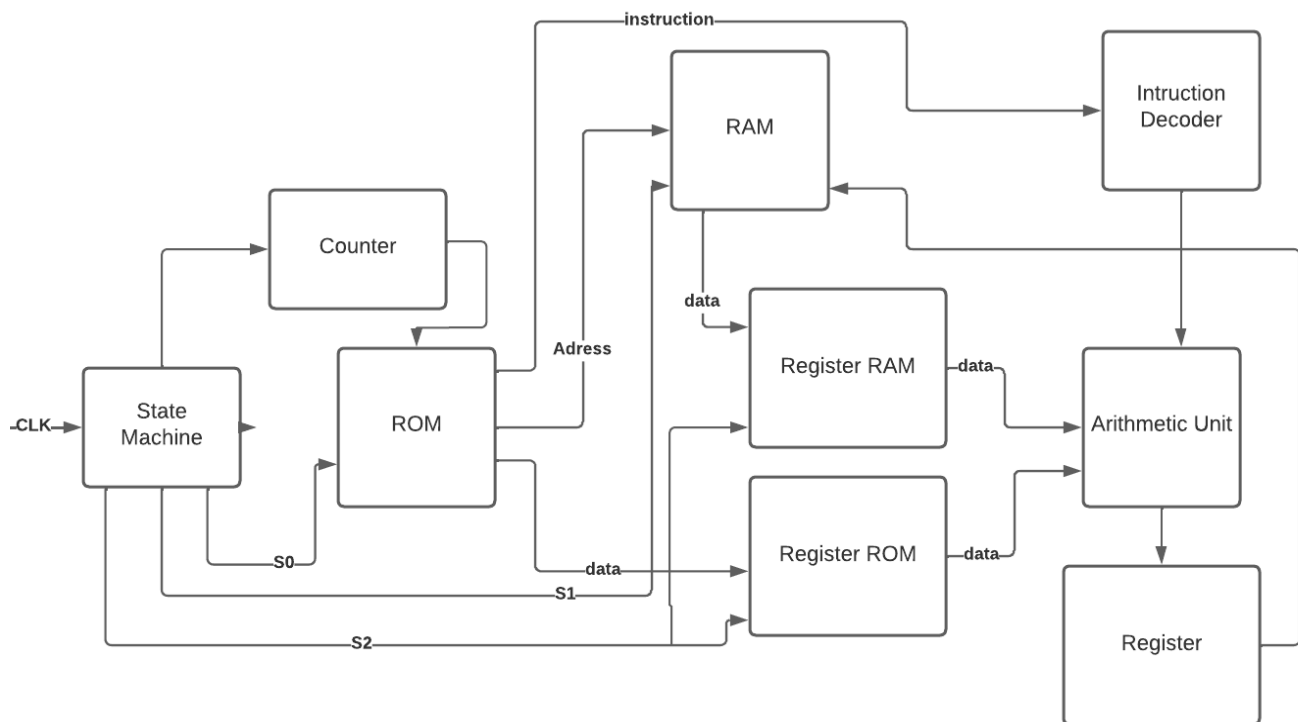 instruction
RAM
Intruction
Decoder
Counter
data
Adress
Register RAM
data
State
Machine
CLK
ROM
Arithmetic Unit
Register ROM
data
S0
data
S1
S2
Register